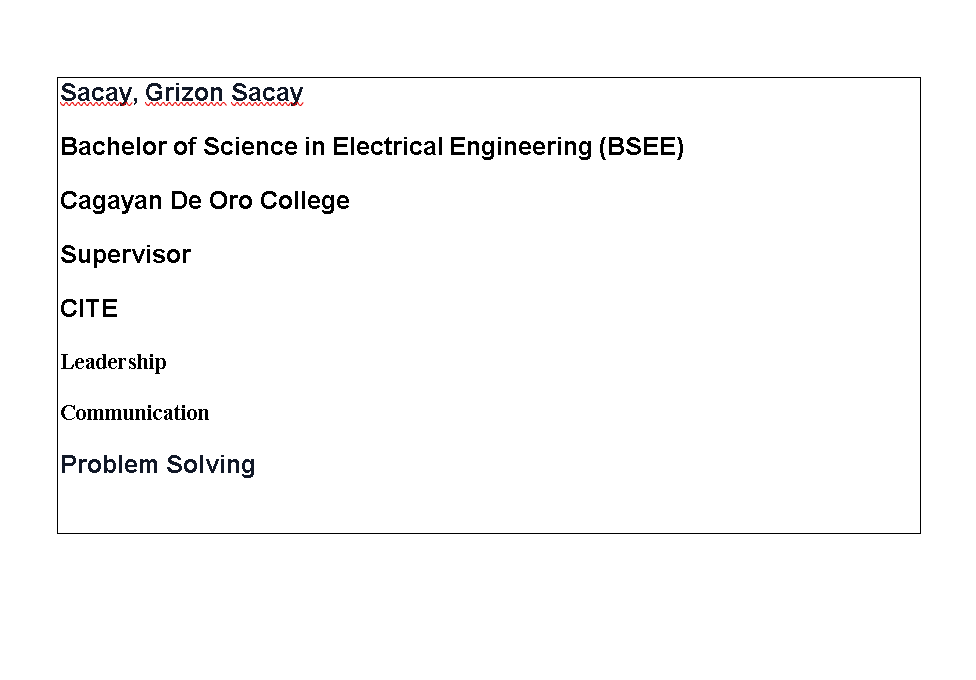 Sacay, Grizon Sacay
Bachelor of Science in Electrical Engineering (BSEE)
Cagayan De Oro College
Supervisor
CITE
Leadership
Communication
Problem Solving